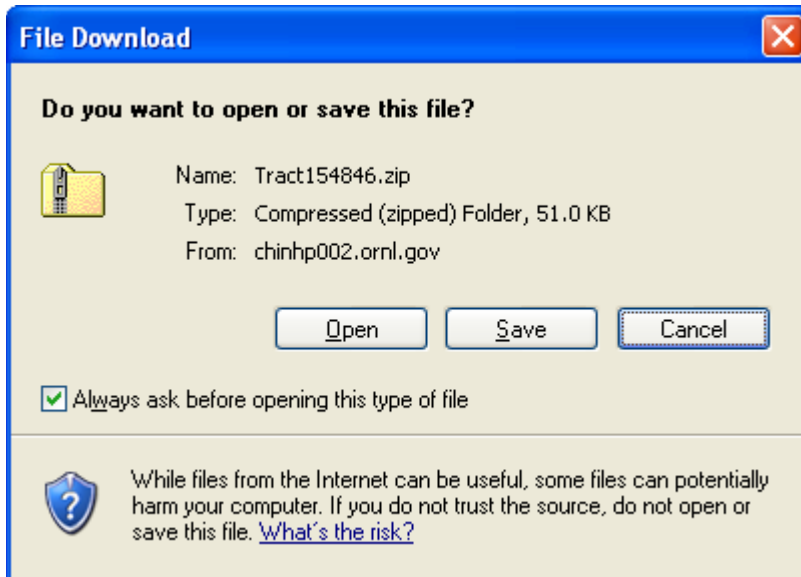 File Download
Do you want to open or save this file?
Name: Tract154846.zip
Type: Compressed (zipped) Folder, 51.0 KB
From: chinhp002.ornl.gov
Open Save Cancel
Always ask before opening this type of file
While files from the Internet can be useful, some files can potentially
harm your computer. If you do not trust the source, do not open or
save this file. What's the risk?